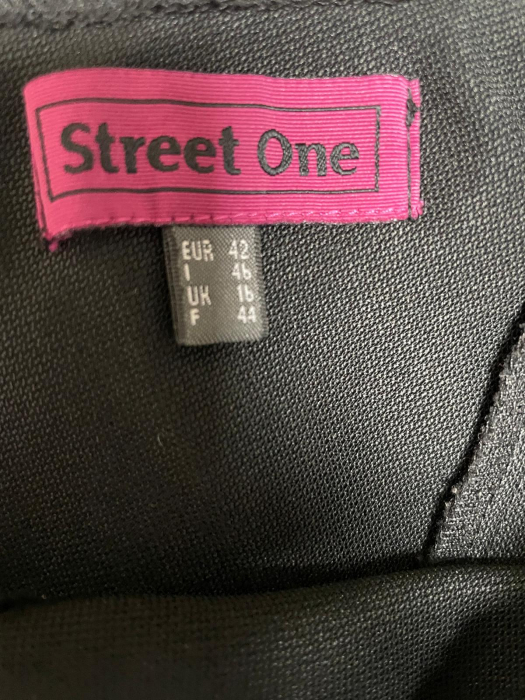 Street One
EUR 42
I 46
UK 16
F 44